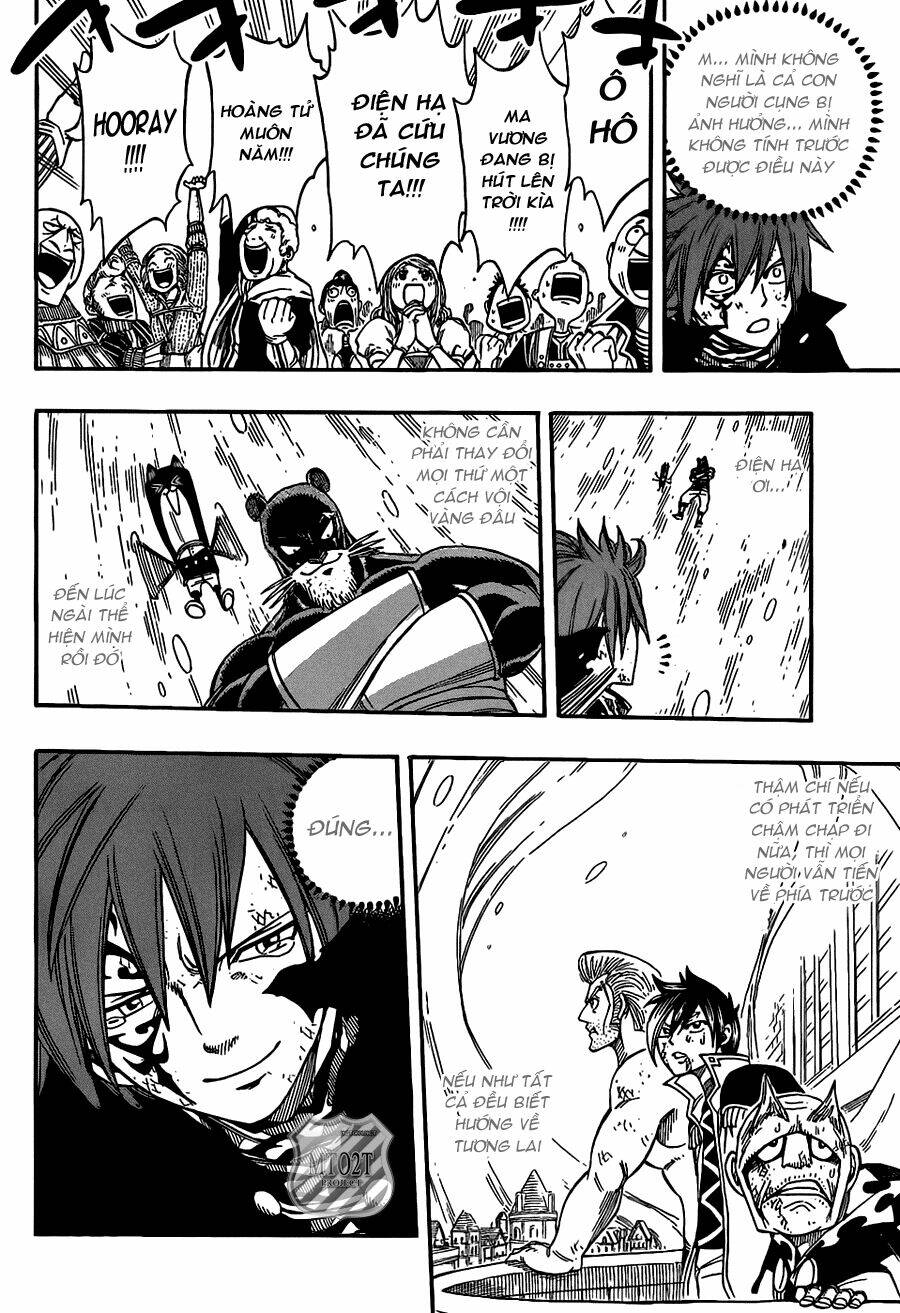 M... MÌNH KHÔNG
NGHĨ LÀ CẢ CON
NGƯỜI CỤNG BỊ
ẢNH HƯỞNG... MÌNH
KHÔNG TÍNH TRƯỚC
ĐƯỢC ĐIỀU NÀY
Ô
HÔ
MA
VƯƠNG
ĐANG BỊ
HÚT LÊN
TRỜI KÌA
!!!!
ĐIỆN HẠ
ĐÃ CỨU
CHÚNG
TA!!!
HOÀNG TỬ
MUÔN
NĂM!!!
HOORAY
!!!!
ĐIỆN HẠ
ƠI...
KHÔNG CẦN
PHẢI THAY ĐỔI
MỌI THỨ MỘT
CÁCH VỘI
VÀNG ĐÂU
ĐẾN LÚC
NGÀI THỂ
HIỆN MÌNH
RỒI ĐÓ
THẬM CHÍ NẾU
CÓ PHÁT TRIỂN
CHẬM CHẠP ĐI
NỮA, THÌ MỌI
NGƯỜI VẪN TIẾN
VỀ PHÍA TRƯỚC
NẾU NHƯ TẤT
CẢ ĐỀU BIẾT
HƯỚNG VỀ
TƯƠNG LAI
ĐÚNG...
MT02T
PROJECT